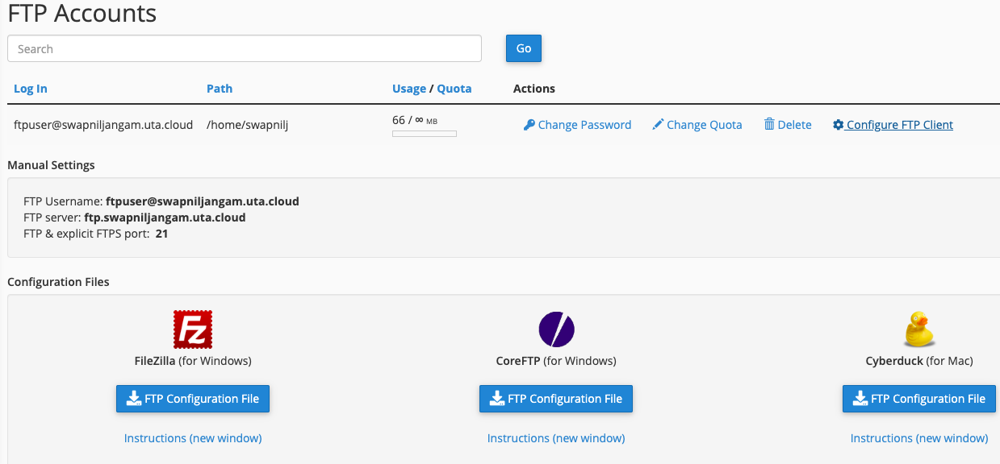 FTP Accounts
Search
Go
Log In Path Usage / Quota Actions
ftpuser@swapniljangam.uta.cloud /home/swapnilj 66 / ∞ MB Change Password Change Quota Delete Configure FTP Client
Manual Settings
FTP Username: ftpuser@swapniljangam.uta.cloud
FTP server: ftp.swapniljangam.uta.cloud
FTP & explicit FTPS port: 21
Configuration Files
Fz
FileZilla (for Windows) CoreFTP (for Windows) Cyberduck (for Mac)
FTP Configuration File FTP Configuration File FTP Configuration File
Instructions (new window) Instructions (new window) Instructions (new window)